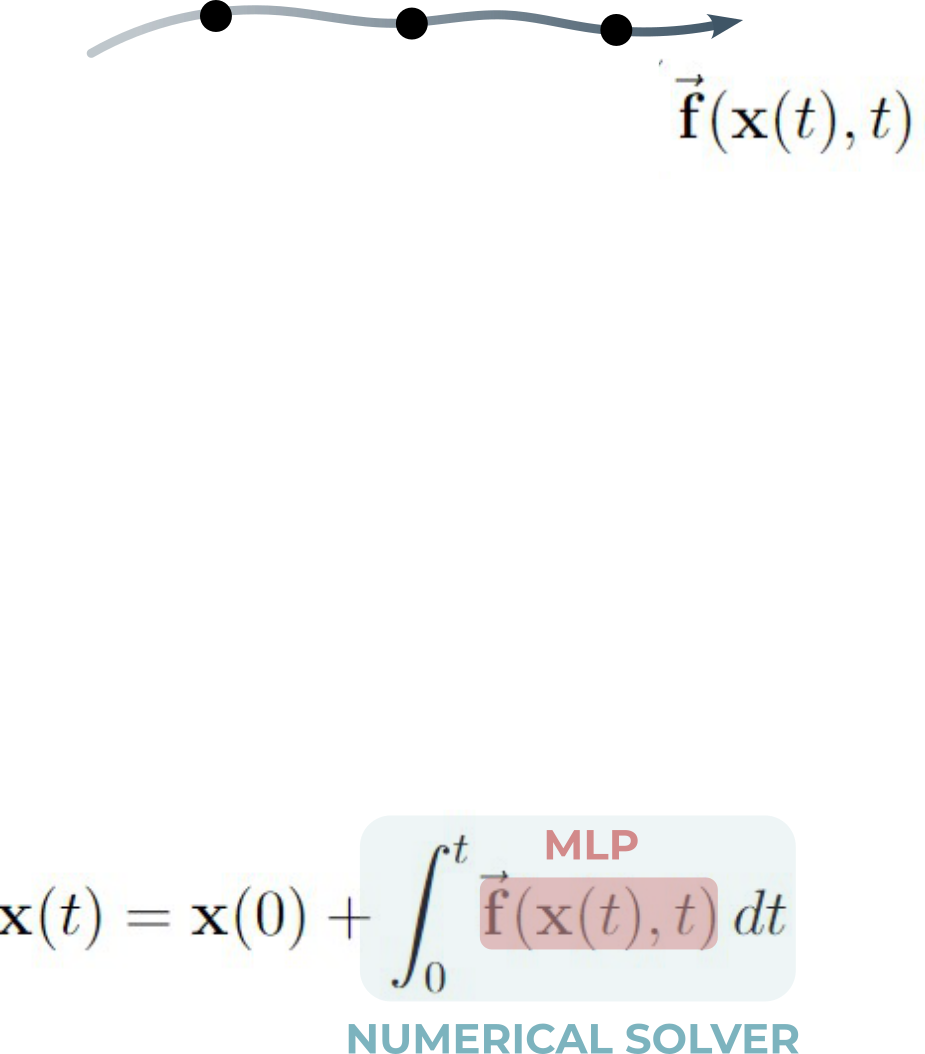 f⃗(x(t), t)
MLP
x(t) = x(0) + ∫₀ᵗ f⃗(x(t), t) dt
NUMERICAL SOLVER